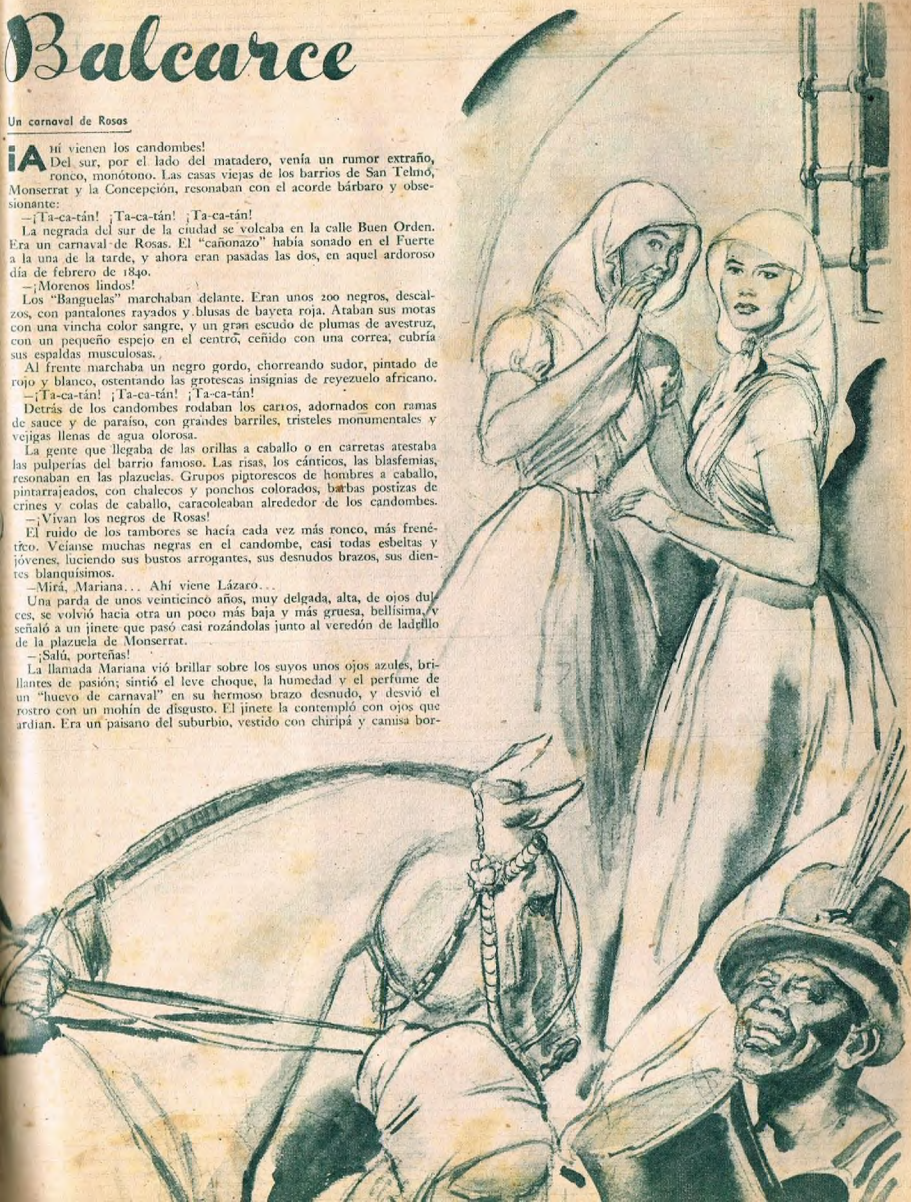 Balcarce
Un carnaval de Rosas
¡AHÍ vienen los candombes!
Del sur, por el lado del matadero, venía un rumor extraño,
ronco, monótono. Las casas viejas de los barrios de San Telmo,
Monserrat y la Concepción, resonaban con el acorde bárbaro y obse-
sionante:
—¡Ta-ca-tán! ¡Ta-ca-tán! ¡Ta-ca-tán!
La negrada del sur de la ciudad se volcaba en la calle Buen Orden.
Era un carnaval de Rosas. El "cañonazo" había sonado en el Fuerte
a la una de la tarde, y ahora eran pasadas las dos, en aquel ardoroso
día de febrero de 1840.
—¡Morenos lindos!
Los "Banguelas" marchaban delante. Eran unos 200 negros, descal-
zos, con pantalones rayados y blusas de bayeta roja. Ataban sus motas
con una vincha color sangre, y un gran escudo de plumas de avestruz,
con un pequeño espejo en el centro, ceñido con una correa, cubría
sus espaldas musculosas.
Al frente marchaba un negro gordo, chorreando sudor, pintado de
rojo y blanco, ostentando las grotescas insignias de reyezuelo africano.
—¡Ta-ca-tán! ¡Ta-ca-tán! ¡Ta-ca-tán!
Detrás de los candombes rodaban los carros, adornados con ramas
de sauce y de paraíso, con grandes barriles, tristeles monumentales y
vejigas llenas de agua olorosa.
La gente que llegaba de las orillas a caballo o en carretas atestaba
las pulperías del barrio famoso. Las risas, los cánticos, las blasfemias,
resonaban en las plazuelas. Grupos pintorescos de hombres a caballo,
pintarrajeados, con chalecos y ponchos colorados, barbas postizas de
crines y colas de caballo, caracoleaban alrededor de los candombes.
—¡Vivan los negros de Rosas!
El ruido de los tambores se hacía cada vez más ronco, más frené-
tico. Veíanse muchas negras en el candombe, casi todas esbeltas y
jóvenes, luciendo sus bustos arrogantes, sus desnudos brazos, sus dien-
tes blanquísimos.
—Mirá, Mariana... Ahí viene Lázaro...
Una parda de unos veinticinco años, muy delgada, alta, de ojos dul-
ces, se volvió hacia otra un poco más baja y más gruesa, bellísima, y
señaló a un jinete que pasó casi rozándolas junto al veredón de ladrillo
de la plazuela de Monserrat.
—¡Salú, porteñas!
La llamada Mariana vió brillar sobre los suyos unos ojos azules, bri-
llantes de pasión; sintió el leve choque, la humedad y el perfume de
un "huevo de carnaval" en su hermoso brazo desnudo, y desvió el
rostro con un mohín de disgusto. El jinete la contempló con ojos que
ardían. Era un paisano del suburbio, vestido con chiripá y camisa bor-